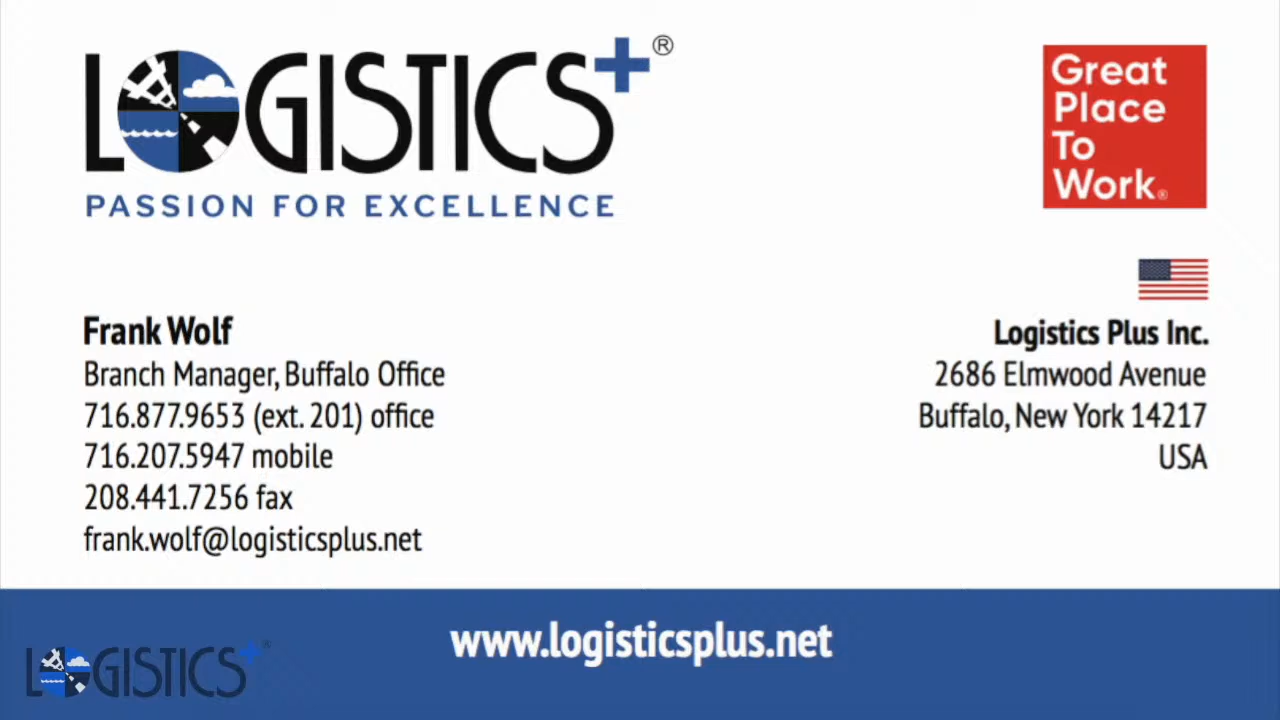 LOGISTICS+®
PASSION FOR EXCELLENCE
Great
Place
To
Work®
Frank Wolf
Branch Manager, Buffalo Office
716.877.9653 (ext. 201) office
716.207.5947 mobile
208.441.7256 fax
frank.wolf@logisticsplus.net
Logistics Plus Inc.
2686 Elmwood Avenue
Buffalo, New York 14217
USA
www.logisticsplus.net
LOGISTICS+®